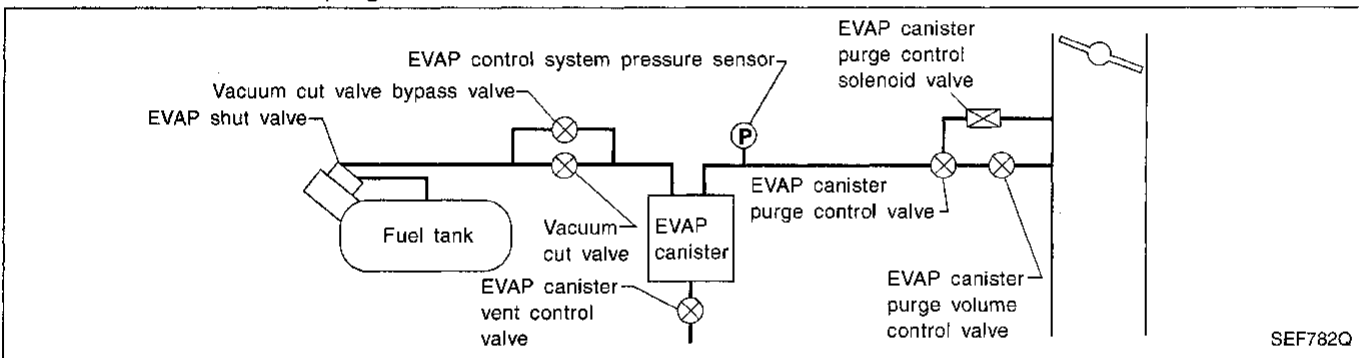 EVAP canister
purge control
solenoid valve
EVAP control system pressure sensor
Vacuum cut valve bypass valve
EVAP shut valve
P
EVAP canister
purge control valve
Fuel tank
Vacuum
cut valve
EVAP
canister
EVAP canister
vent control
valve
EVAP canister
purge volume
control valve
SEF782Q